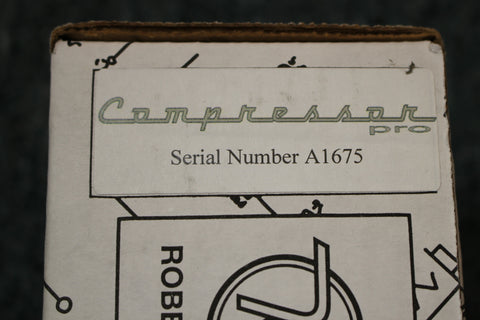 Compressor
pro
Serial Number A1675
ROBE